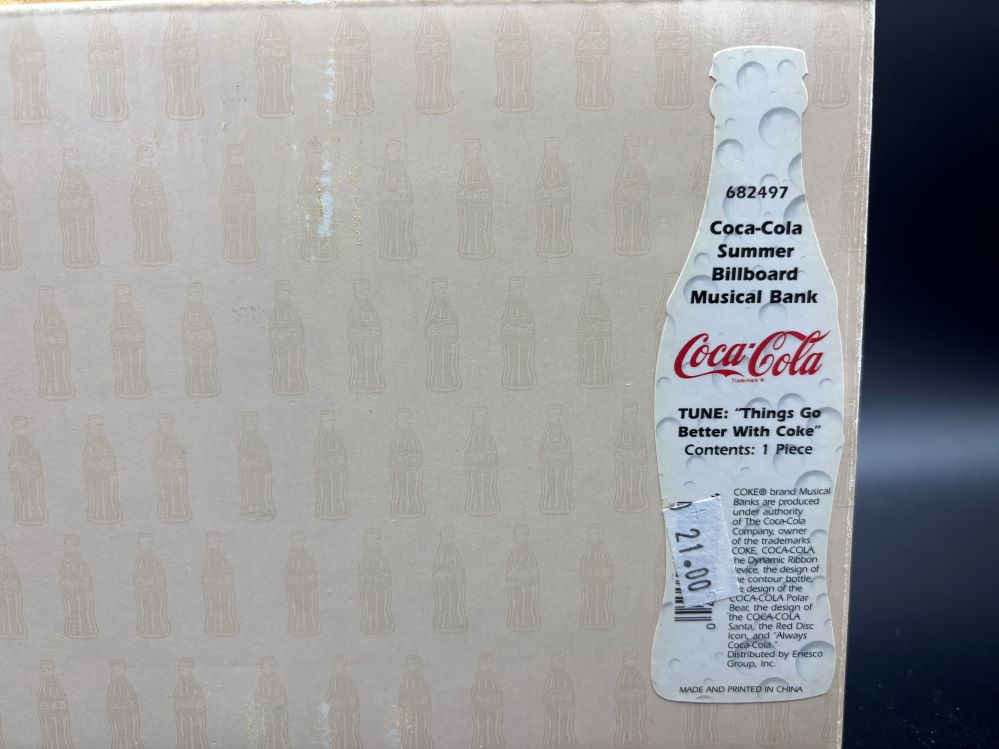 682497
Coca-Cola
Summer
Billboard
Musical Bank
Coca-Cola
Trade-mark ®
TUNE: "Things Go
Better With Coke"
Contents: 1 Piece
COKE® brand Musical
Banks are produced
under authority
of The Coca-Cola
Company, owner
of the trademarks
COKE, COCA-COLA,
he Dynamic Ribbon
evice, the design of
e contour bottle,
e design of the
COCA-COLA Polar
Bear, the design of
the COCA-COLA
Santa, the Red Disc
Icon, and "Always
Coca-Cola."
Distributed by Enesco
Group, Inc.
21.00
0
MADE AND PRINTED IN CHINA